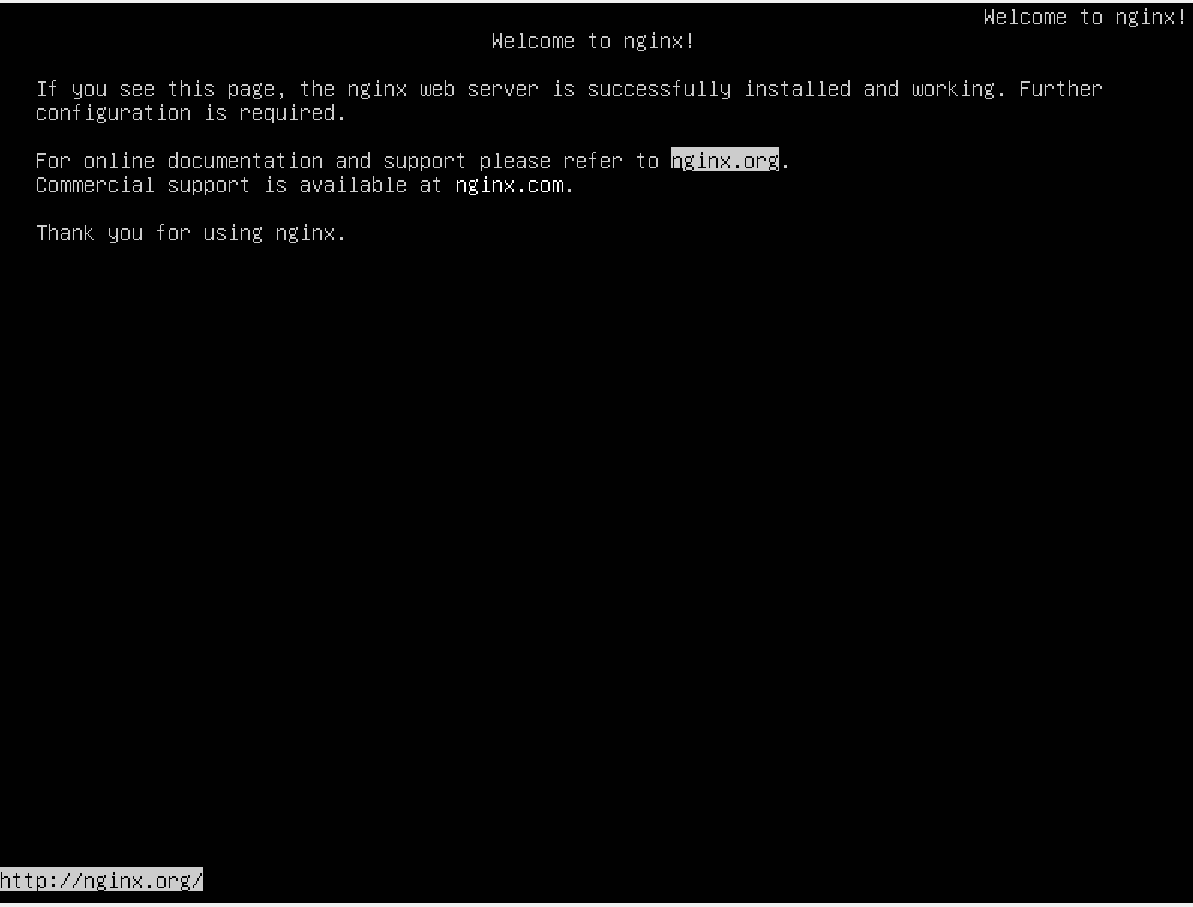 Welcome to nginx!
Welcome to nginx!
If you see this page, the nginx web server is successfully installed and working. Further
configuration is required.
For online documentation and support please refer to nginx.org.
Commercial support is available at nginx.com.
Thank you for using nginx.
http://nginx.org/